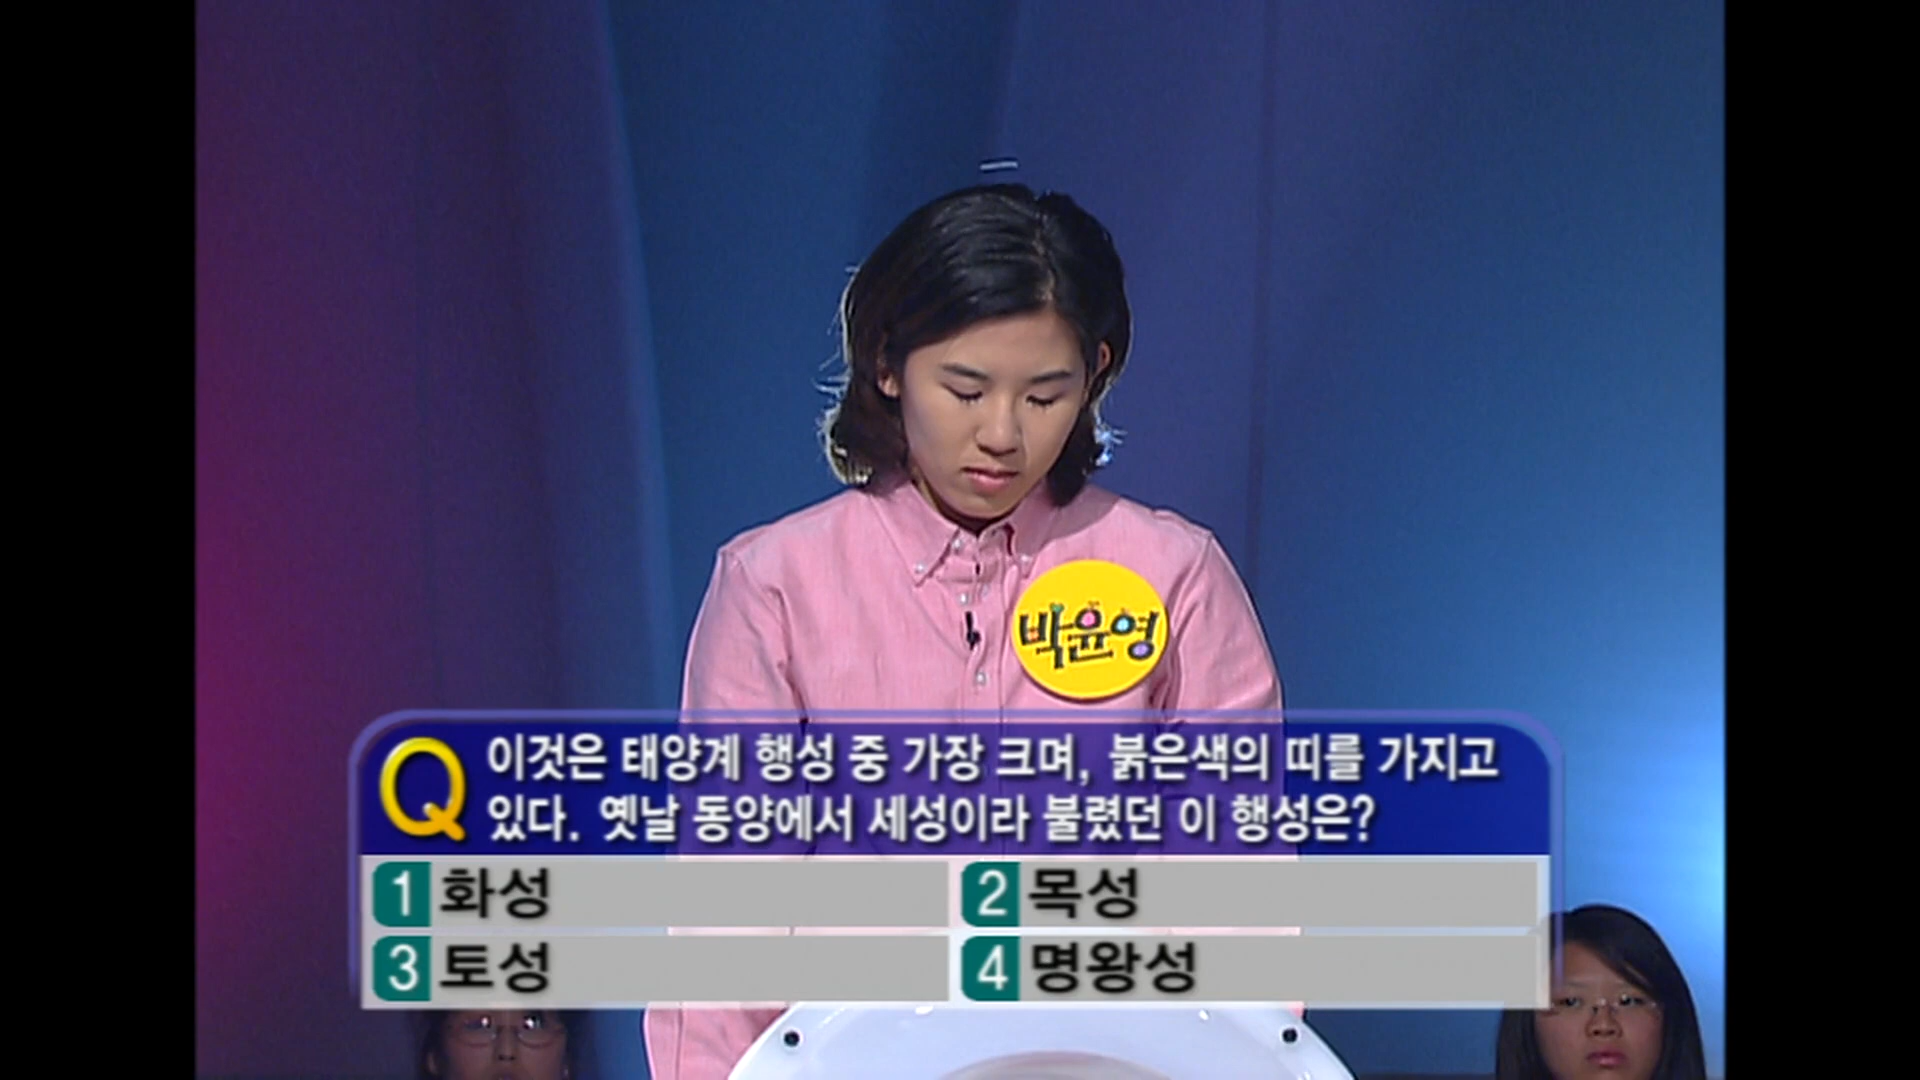 박윤영
Q 이것은 태양계 행성 중 가장 크며, 붉은색의 띠를 가지고
있다. 옛날 동양에서 세성이라 불렸던 이 행성은?
1 화성
2 목성
3 토성
4 명왕성